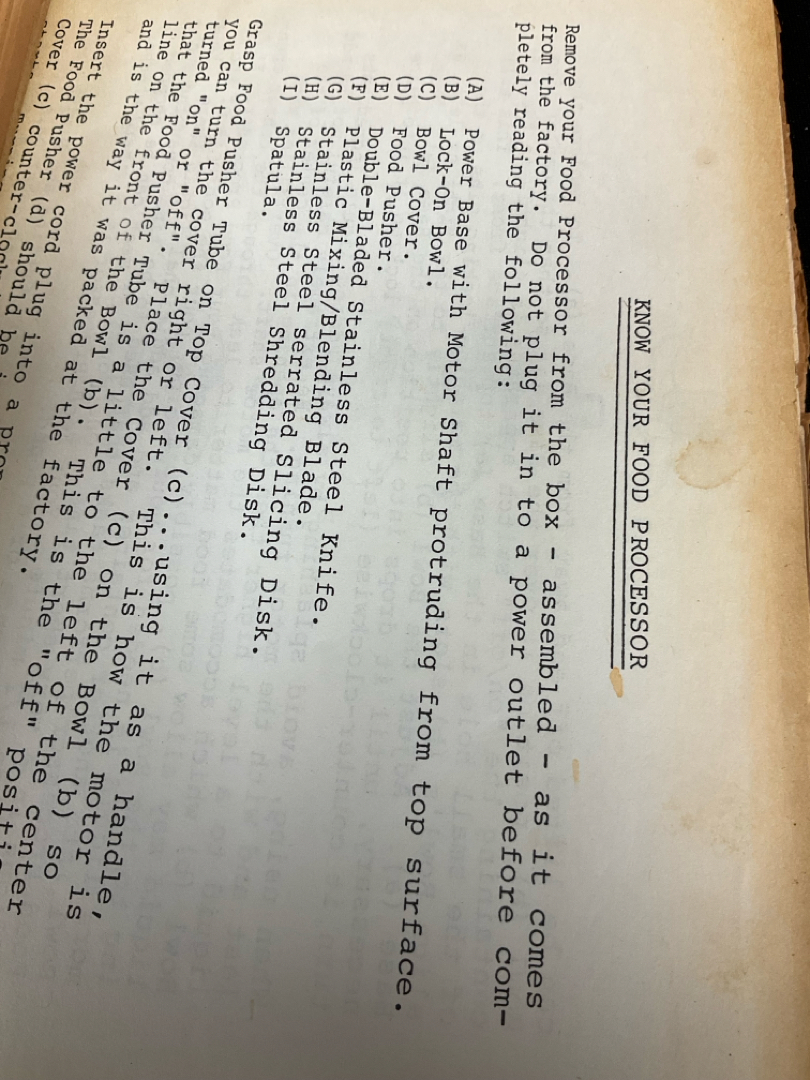 KNOW YOUR FOOD PROCESSOR
Remove your Food Processor from the box - assembled - as it comes
from the factory. Do not plug it in to a power outlet before com-
pletely reading the following:
(A) Power Base with Motor Shaft protruding from top surface.
(B) Lock-On Bowl.
(C) Bowl Cover.
(D) Food Pusher.
(E) Double-Bladed Stainless Steel Knife.
(F) Plastic Mixing/Blending Blade.
(G) Stainless Steel serrated Slicing Disk.
(H) Stainless Steel Shredding Disk.
(I) Spatula.
Grasp Food Pusher Tube on Top Cover (c)...using it as a handle,
you can turn the cover right or left. This is how the motor is
turned "on" or "off". Place the Cover (c) on the Bowl (b) so
that the Food Pusher Tube is a little to the left of the center
line on the front of the Bowl (b). This is the "off"
and is the way it was packed at the factory.
Insert the power cord plug into a
The Food Pusher (d) should be
Cover (c)